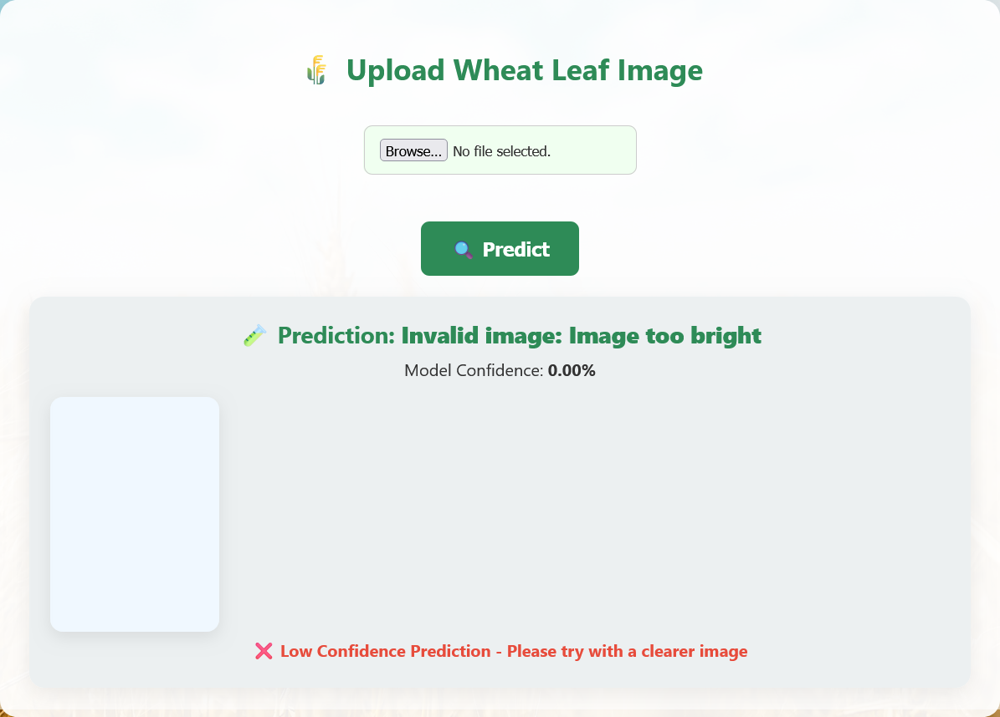 Upload Wheat Leaf Image
Browse... No file selected.
Predict
Prediction: Invalid image: Image too bright
Model Confidence: 0.00%
Low Confidence Prediction - Please try with a clearer image